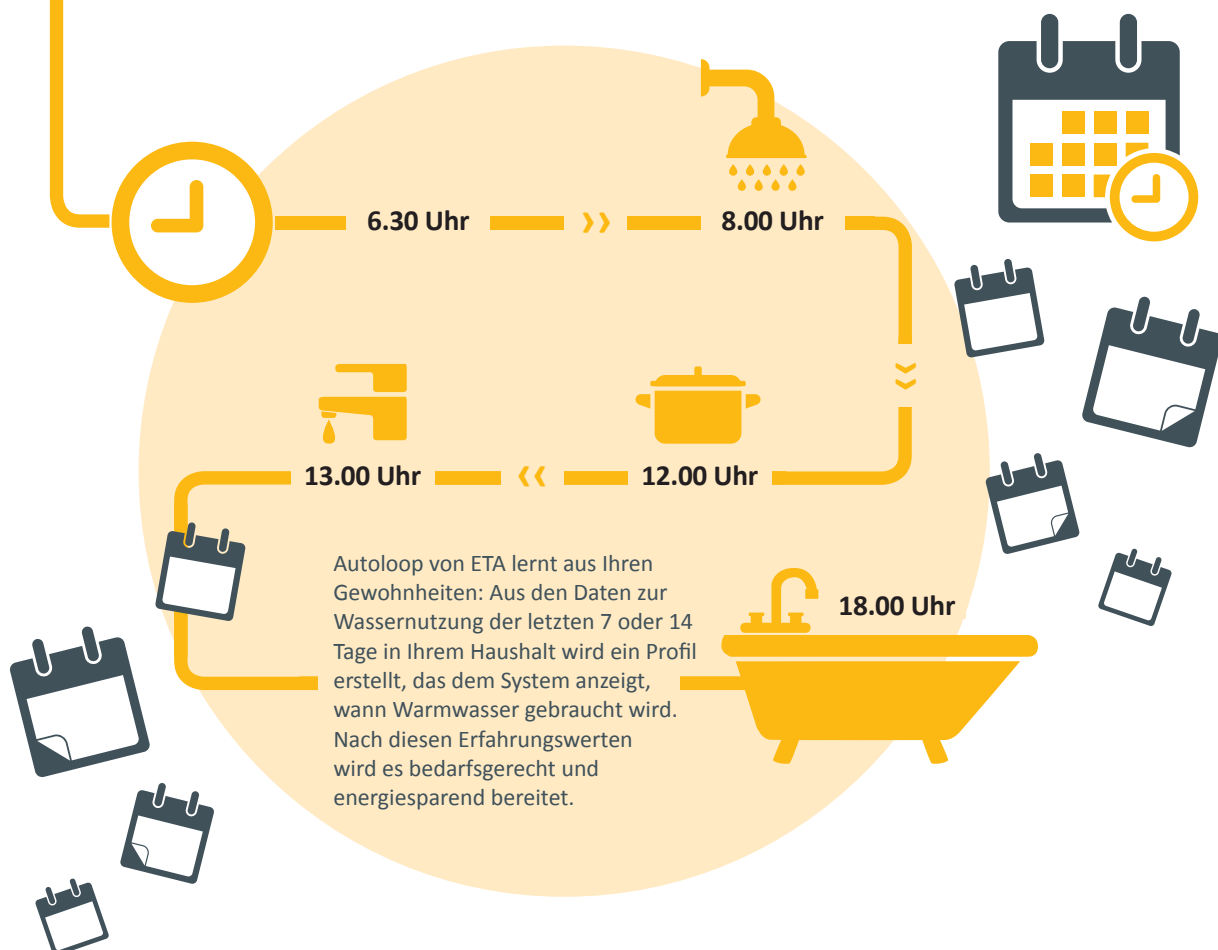 6.30 Uhr
8.00 Uhr
13.00 Uhr
12.00 Uhr
Autoloop von ETA lernt aus Ihren
Gewohnheiten: Aus den Daten zur
Wassernutzung der letzten 7 oder 14
Tage in Ihrem Haushalt wird ein Profil
erstellt, das dem System anzeigt,
wann Warmwasser gebraucht wird.
Nach diesen Erfahrungswerten
wird es bedarfsgerecht und
energiesparend bereitet.
18.00 Uhr